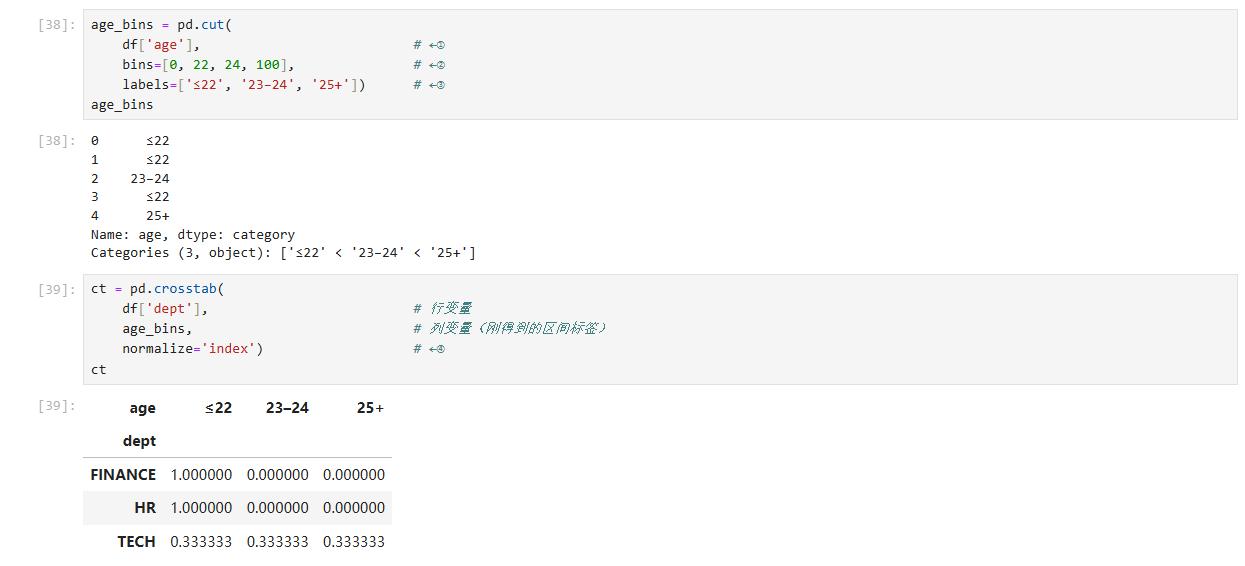 [38]: age_bins = pd.cut(
df['age'], # ←①
bins=[0, 22, 24, 100], # ←②
labels=['≤22', '23–24', '25+']) # ←③
age_bins
[38]: 0 ≤22
1 ≤22
2 23–24
3 ≤22
4 25+
Name: age, dtype: category
Categories (3, object): ['≤22' < '23–24' < '25+']
[39]: ct = pd.crosstab(
df['dept'], # 行变量
age_bins, # 列变量（刚得到的区间标签）
normalize='index') # ←④
ct
[39]: age ≤22 23–24 25+
dept
FINANCE 1.000000 0.000000 0.000000
HR 1.000000 0.000000 0.000000
TECH 0.333333 0.333333 0.333333